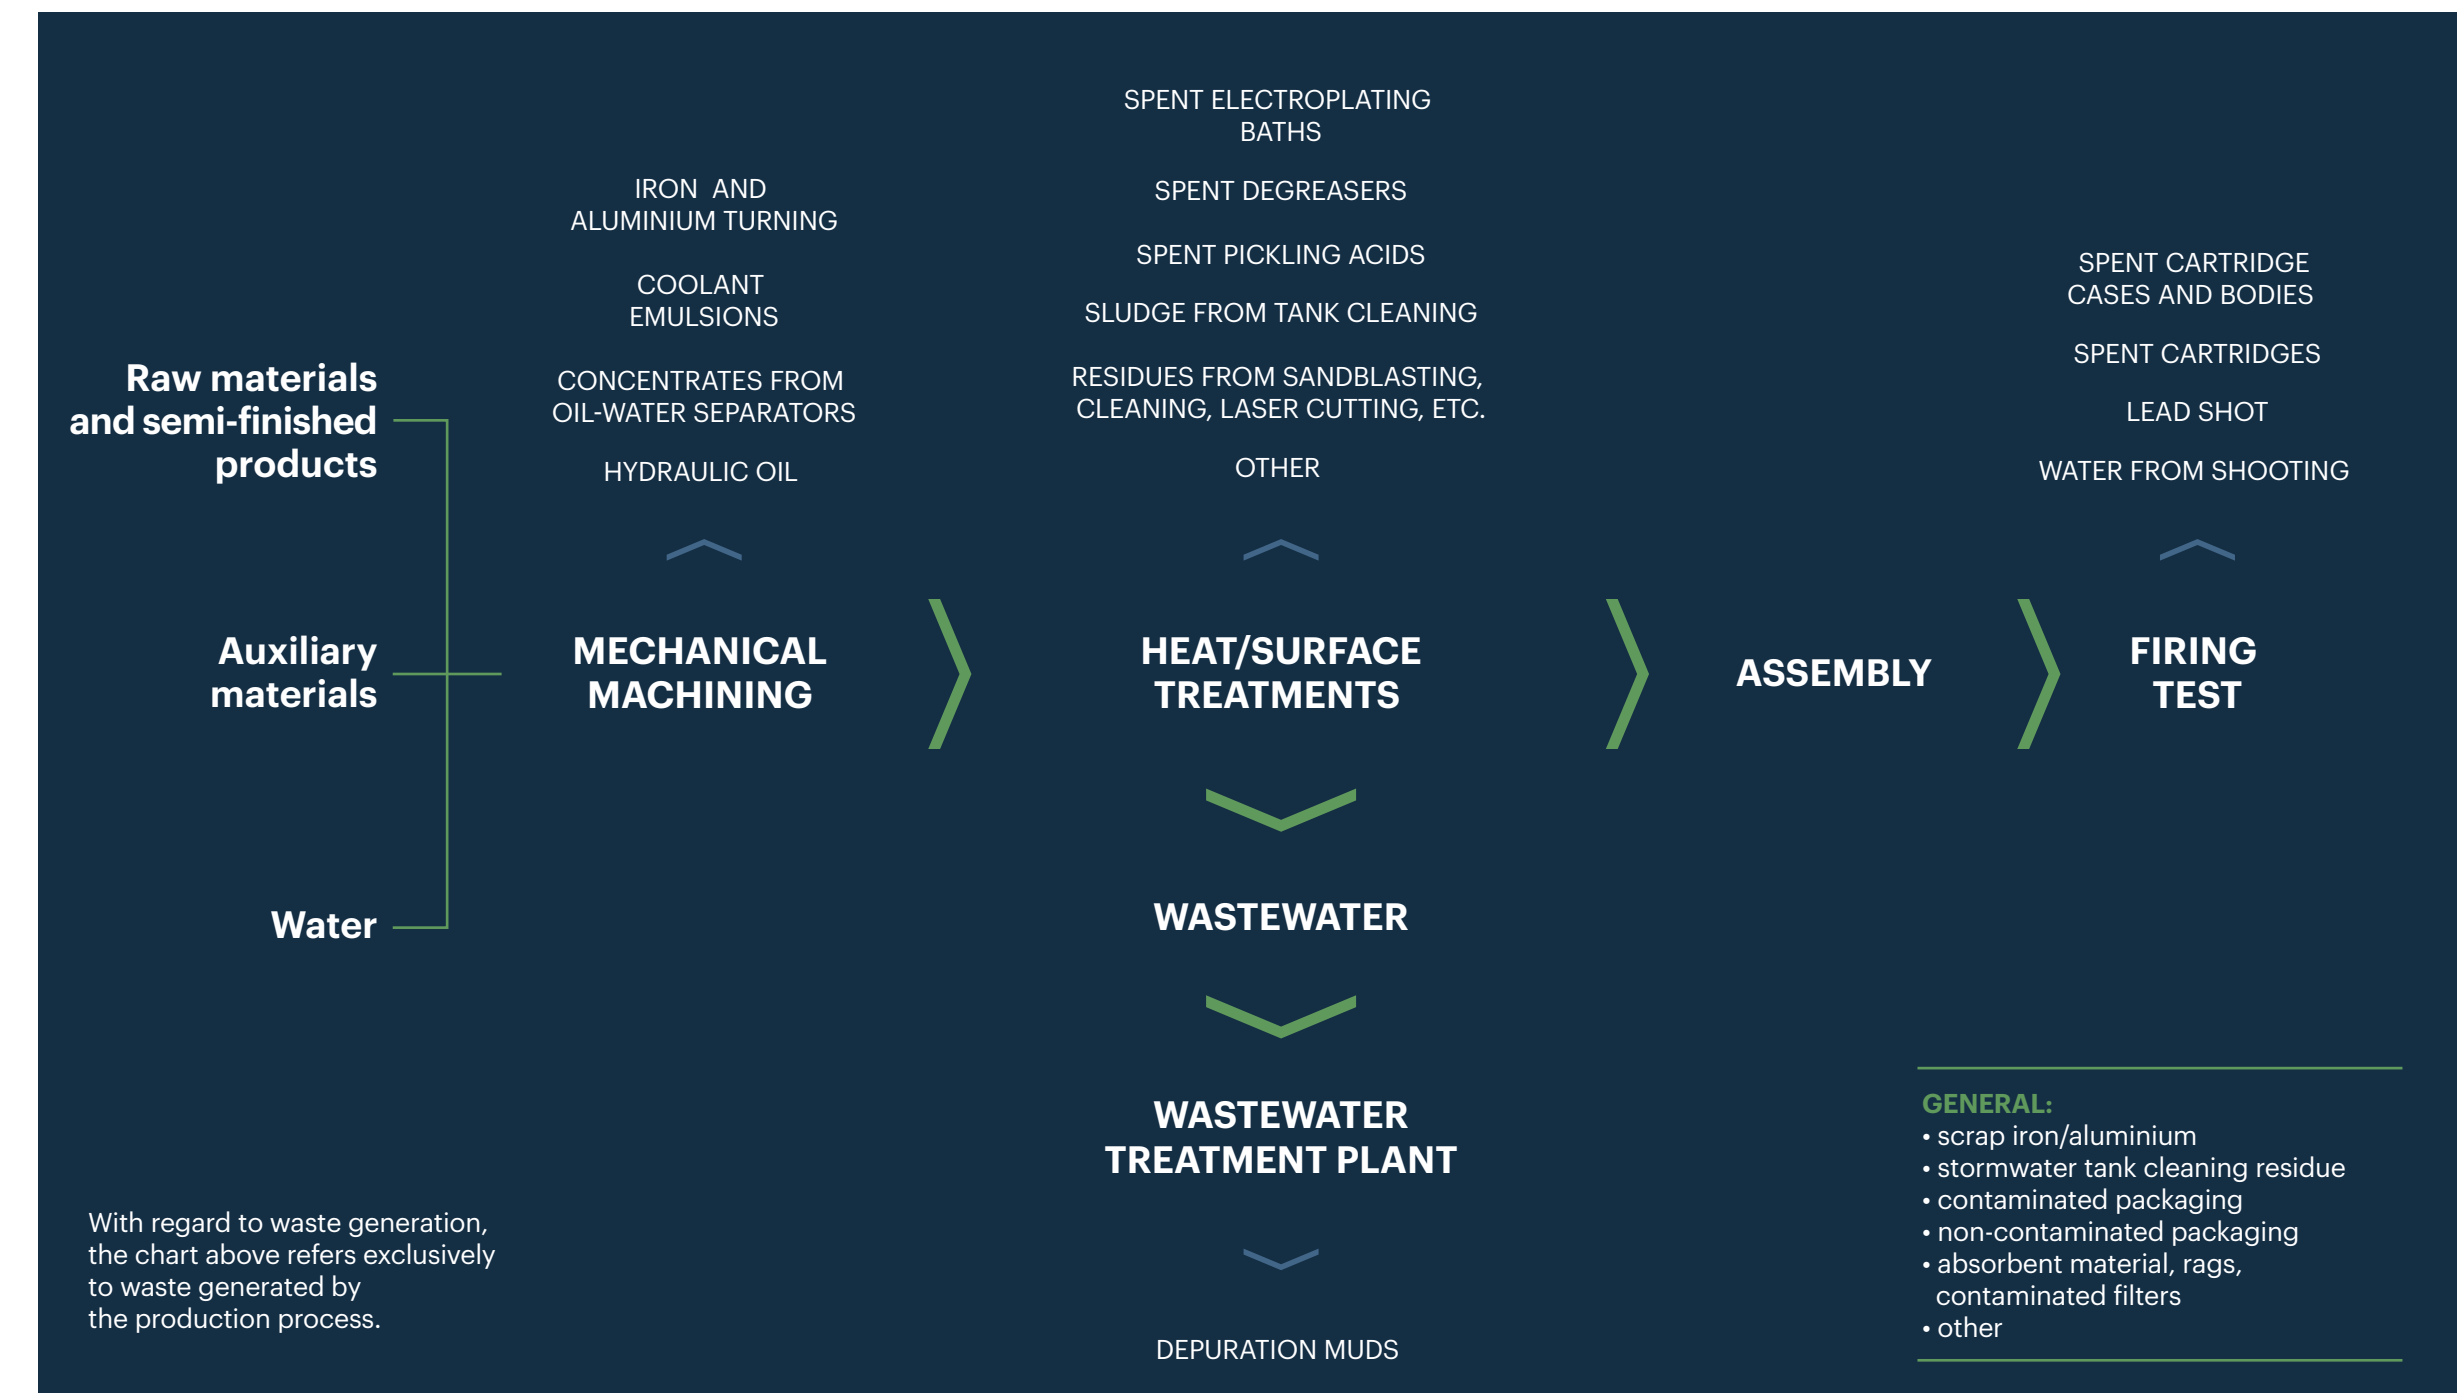 Raw materials
and semi-finished
products
Auxiliary
materials
Water
IRON AND
ALUMINIUM TURNING
COOLANT
EMULSIONS
CONCENTRATES FROM
OIL-WATER SEPARATORS
HYDRAULIC OIL
MECHANICAL
MACHINING
SPENT ELECTROPLATING
BATHS
SPENT DEGREASERS
SPENT PICKLING ACIDS
SLUDGE FROM TANK CLEANING
RESIDUES FROM SANDBLASTING,
CLEANING, LASER CUTTING, ETC.
OTHER
HEAT/SURFACE
TREATMENTS
WASTEWATER
WASTEWATER
TREATMENT PLANT
DEPURATION MUDS
ASSEMBLY
SPENT CARTRIDGE
CASES AND BODIES
SPENT CARTRIDGES
LEAD SHOT
WATER FROM SHOOTING
FIRING
TEST
With regard to waste generation,
the chart above refers exclusively
to waste generated by
the production process.
GENERAL:
• scrap iron/aluminium
• stormwater tank cleaning residue
• contaminated packaging
• non-contaminated packaging
• absorbent material, rags,
contaminated filters
• other